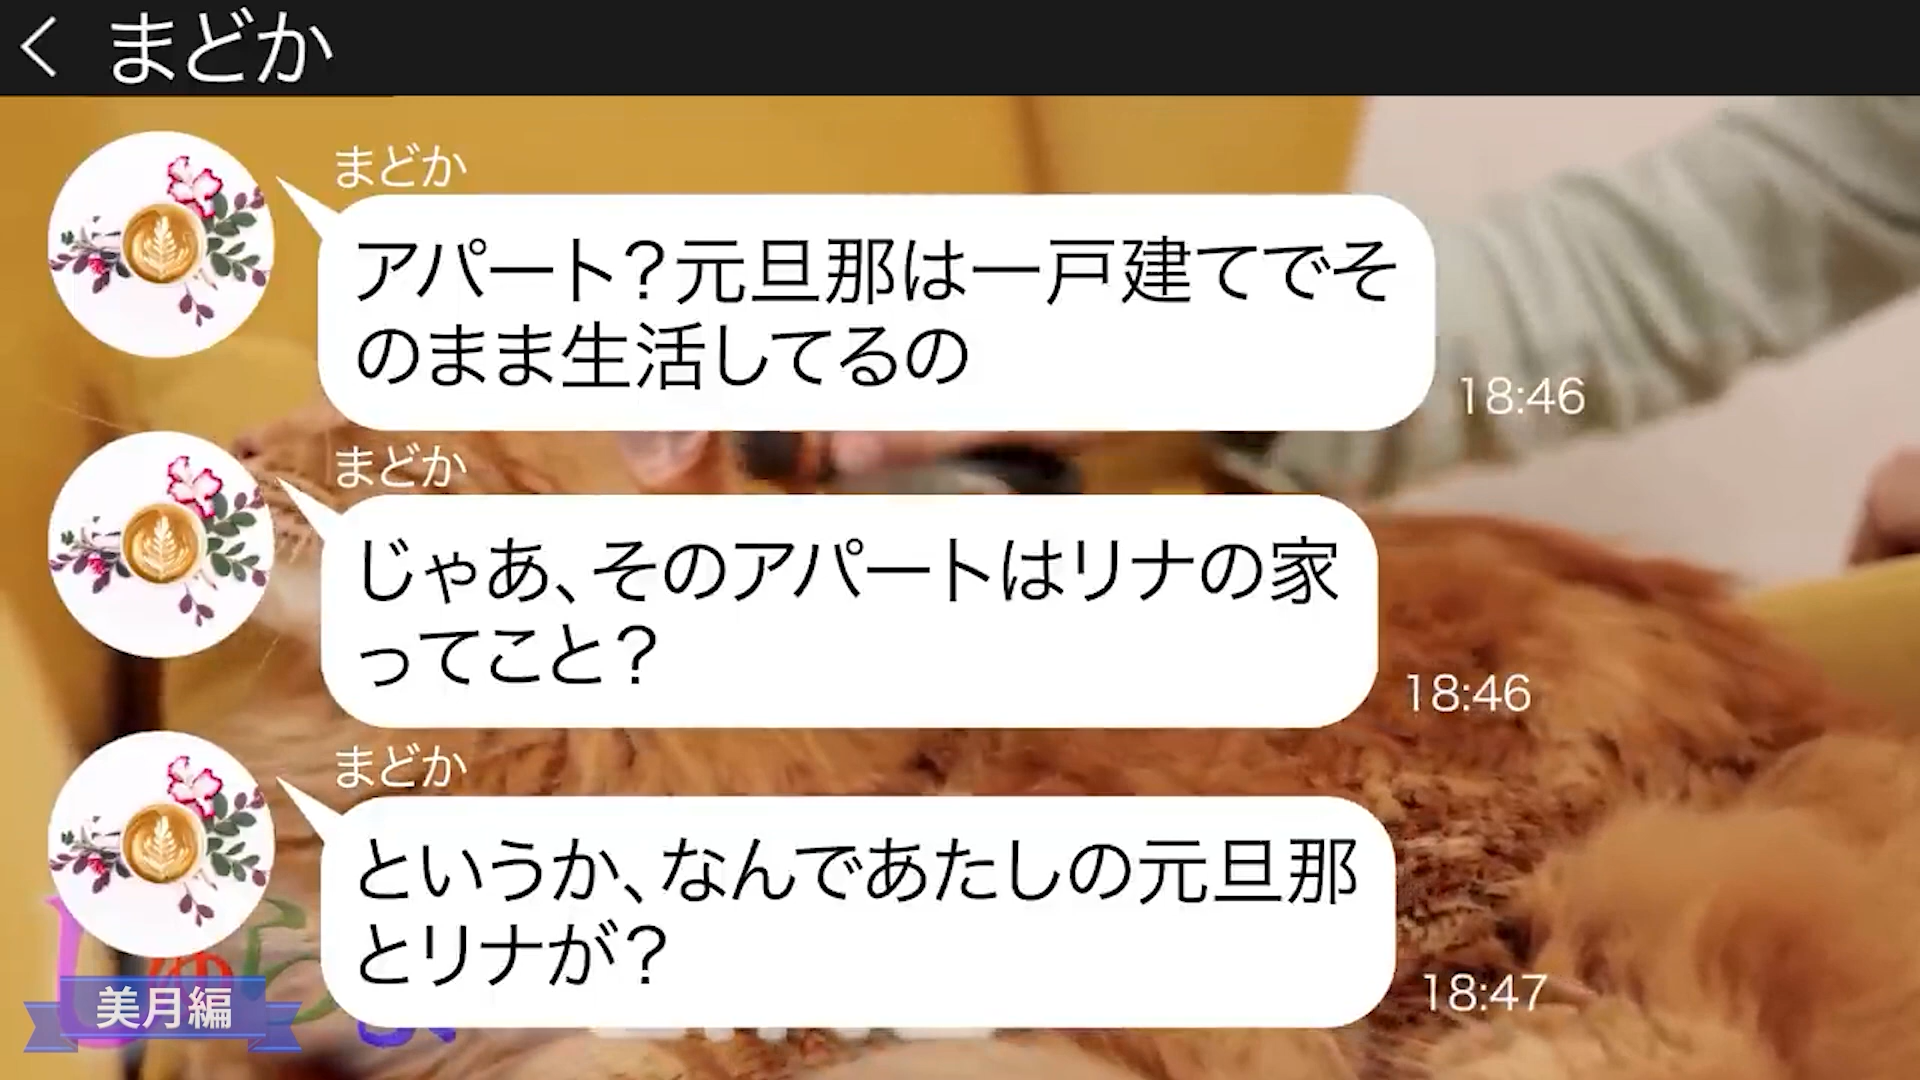 まどか
まどか
アパート？元旦那は一戸建てでそ
のまま生活してるの
18:46
まどか
じゃあ、そのアパートはリナの家
ってこと？
18:46
まどか
というか、なんであたしの元旦那
とリナが？
18:47
美月編